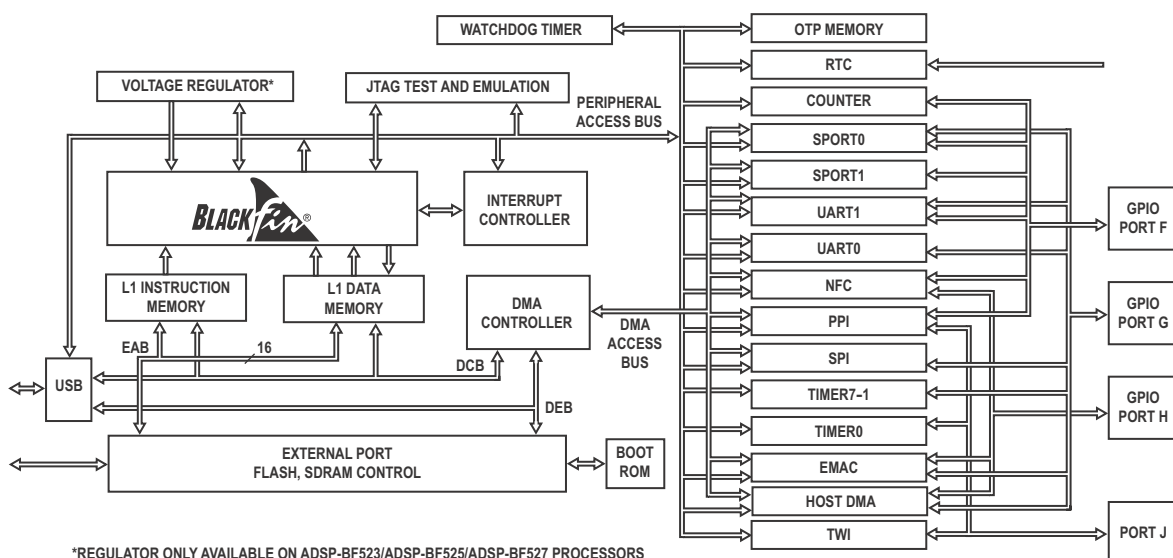 WATCHDOG TIMER
OTP MEMORY
RTC
VOLTAGE REGULATOR*
JTAG TEST AND EMULATION
PERIPHERAL
ACCESS BUS
COUNTER
SPORT0
SPORT1
BLACKfin®
INTERRUPT
CONTROLLER
UART1
GPIO
PORT F
UART0
L1 INSTRUCTION
MEMORY
L1 DATA
MEMORY
DMA
CONTROLLER
NFC
DMA
ACCESS
BUS
PPI
GPIO
PORT G
EAB
16
DCB
SPI
USB
TIMER7-1
DEB
GPIO
PORT H
TIMER0
EXTERNAL PORT
FLASH, SDRAM CONTROL
BOOT
ROM
EMAC
HOST DMA
TWI
PORT J
*REGULATOR ONLY AVAILABLE ON ADSP-BF523/ADSP-BF525/ADSP-BF527 PROCESSORS